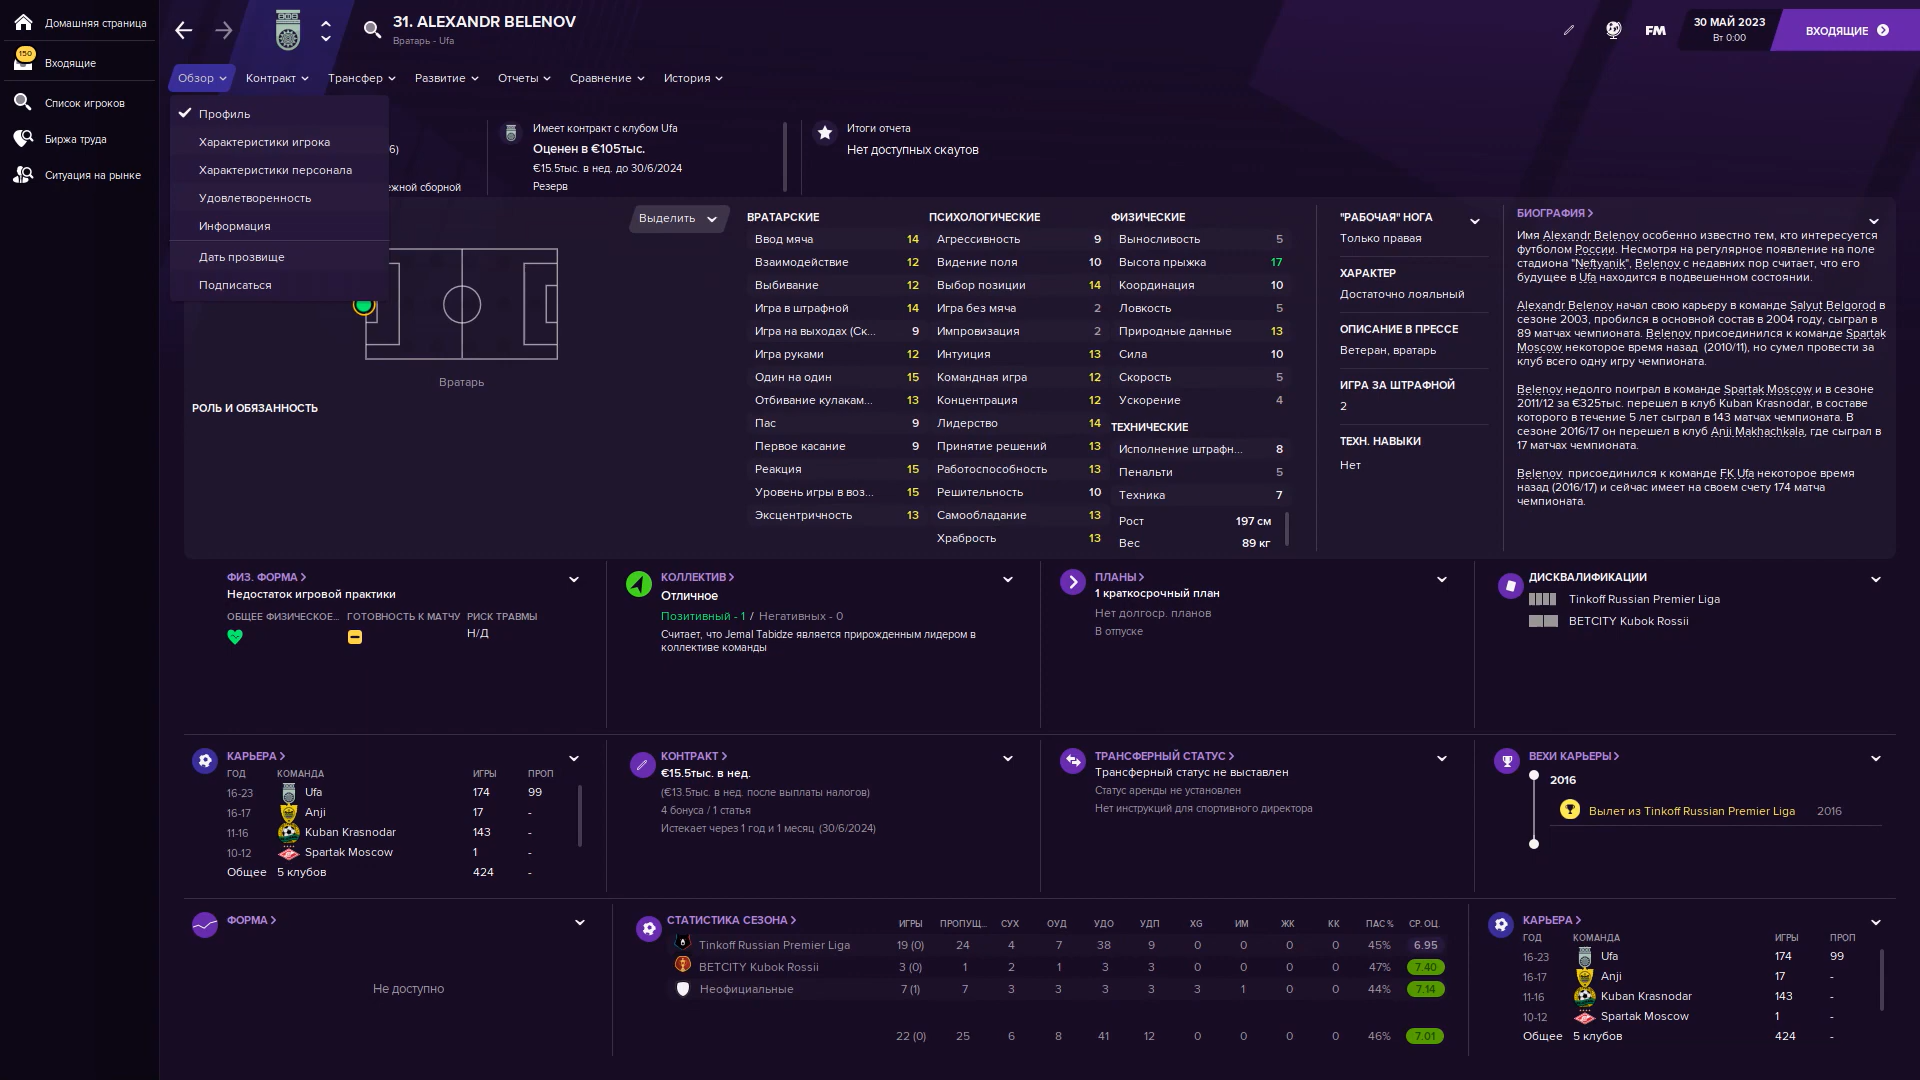 Домашняя страница
150
Входящие
Список игроков
Биржа труда
Ситуация на рынке
31. ALEXANDR BELENOV
Вратарь - Ufa
FM
30 МАЙ 2023
Вт 0:00
ВХОДЯЩИЕ
Обзор
Контракт
Трансфер
Развитие
Отчеты
Сравнение
История
Профиль
Характеристики игрока
Характеристики персонала
Удовлетворенность
Информация
Дать прозвище
Подписаться
6)
ежной сборной
Имеет контракт с клубом Ufa
Оценен в €105тыс.
€15.5тыс. в нед. до 30/6/2024
Резерв
Итоги отчета
Нет доступных скаутов
Выделить
Вратарь
РОЛЬ И ОБЯЗАННОСТЬ
ВРАТАРСКИЕ
Ввод мяча 14
Взаимодействие 12
Выбивание 12
Игра в штрафной 14
Игра на выходах (Ск... 9
Игра руками 12
Один на один 15
Отбивание кулакам... 13
Пас 9
Первое касание 9
Реакция 15
Уровень игры в воз... 15
Эксцентричность 13
ПСИХОЛОГИЧЕСКИЕ
Агрессивность 9
Видение поля 10
Выбор позиции 14
Игра без мяча 2
Импровизация 2
Интуиция 13
Командная игра 12
Концентрация 12
Лидерство 14
Принятие решений 13
Работоспособность 13
Решительность 10
Самообладание 13
Храбрость 13
ФИЗИЧЕСКИЕ
Выносливость 5
Высота прыжка 17
Координация 10
Ловкость 5
Природные данные 13
Сила 10
Скорость 5
Ускорение 4
ТЕХНИЧЕСКИЕ
Исполнение штрафн... 8
Пенальти 5
Техника 7
Рост 197 см
Вес 89 кг
"РАБОЧАЯ" НОГА
Только правая
ХАРАКТЕР
Достаточно лояльный
ОПИСАНИЕ В ПРЕССЕ
Ветеран, вратарь
ИГРА ЗА ШТРАФНОЙ
2
ТЕХН. НАВЫКИ
Нет
БИОГРАФИЯ
Имя Alexandr Belenov особенно известно тем, кто интересуется
футболом России. Несмотря на регулярное появление на поле
стадиона "Neftyanik", Belenov с недавних пор считает, что его
будущее в Ufa находится в подвешенном состоянии.
Alexandr Belenov начал свою карьеру в команде Salyut Belgorod в
сезоне 2003, пробился в основной состав в 2004 году, сыграл в
89 матчах чемпионата. Belenov присоединился к команде Spartak
Moscow некоторое время назад (2010/11), но сумел провести за
клуб всего одну игру чемпионата.
Belenov недолго поиграл в команде Spartak Moscow и в сезоне
2011/12 за €325тыс. перешел в клуб Kuban Krasnodar, в составе
которого в течение 5 лет сыграл в 143 матчах чемпионата. В
сезоне 2016/17 он перешел в клуб Anji Makhachkala, где сыграл в
17 матчах чемпионата.
Belenov присоединился к команде FK Ufa некоторое время
назад (2016/17) и сейчас имеет на своем счету 174 матча
чемпионата.
ФИЗ. ФОРМА
Недостаток игровой практики
ОБЩЕЕ ФИЗИЧЕСКОЕ... ГОТОВНОСТЬ К МАТЧУ РИСК ТРАВМЫ
Н/Д
КОЛЛЕКТИВ
Отличное
Позитивный - 1 / Негативных - 0
Считает, что Jemal Tabidze является прирожденным лидером в
коллективе команды
ПЛАНЫ
1 краткосрочный план
Нет долгоср. планов
В отпуске
ДИСКВАЛИФИКАЦИИ
Tinkoff Russian Premier Liga
BETCITY Kubok Rossii
КАРЬЕРА
ГОД КОМАНДА ИГРЫ ПРОП
16-23 Ufa 174 99
16-17 Anji 17 -
11-16 Kuban Krasnodar 143 -
10-12 Spartak Moscow 1 -
Общее 5 клубов 424 -
КОНТРАКТ
€15.5тыс. в нед.
(€13.5тыс. в нед. после выплаты налогов)
4 бонуса / 1 статья
Истекает через 1 год и 1 месяц (30/6/2024)
ТРАНСФЕРНЫЙ СТАТУС
Трансферный статус не выставлен
Статус аренды не установлен
Нет инструкций для спортивного директора
ВЕХИ КАРЬЕРЫ
2016
Вылет из Tinkoff Russian Premier Liga 2016
ФОРМА
Не доступно
СТАТИСТИКА СЕЗОНА ИГРЫ ПРОПУЩ... СУХ ОУД УДО УДП XG ИМ ЖК КК ПАС % СР. ОЦ.
Tinkoff Russian Premier Liga 19 (0) 24 4 7 38 9 0 0 0 0 45% 6.95
BETCITY Kubok Rossii 3 (0) 1 2 1 3 3 0 0 0 0 47% 7.40
Неофициальные 7 (1) 7 3 3 3 3 3 1 0 0 44% 7.14
22 (0) 25 6 8 41 12 0 0 0 0 46% 7.01
КАРЬЕРА
ГОД КОМАНДА ИГРЫ ПРОП
16-23 Ufa 174 99
16-17 Anji 17 -
11-16 Kuban Krasnodar 143 -
10-12 Spartak Moscow 1 -
Общее 5 клубов 424 -